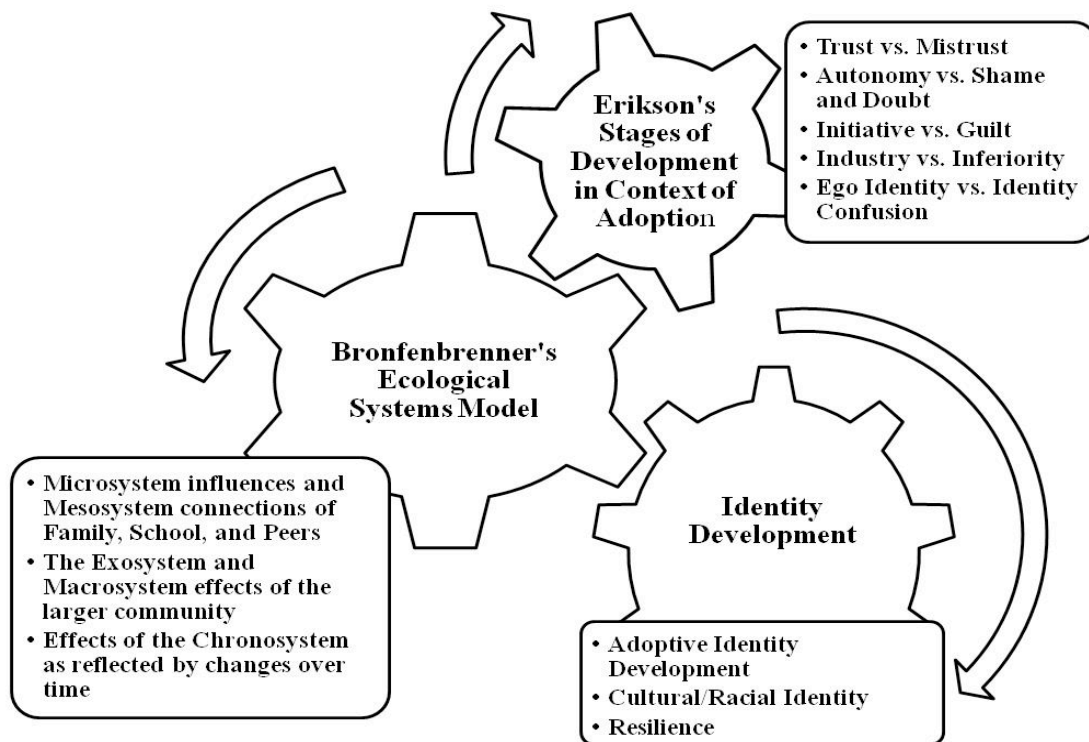 Erikson's
Stages of
Development
in Context of
Adoption
• Trust vs. Mistrust
• Autonomy vs. Shame
and Doubt
• Initiative vs. Guilt
• Industry vs. Inferiority
• Ego Identity vs. Identity
Confusion
Bronfenbrenner's
Ecological
Systems Model
• Microsystem influences and
Mesosystem connections of
Family, School, and Peers
• The Exosystem and
Macrosystem effects of the
larger community
• Effects of the Chronosystem
as reflected by changes over
time
Identity
Development
• Adoptive Identity
Development
• Cultural/Racial Identity
• Resilience